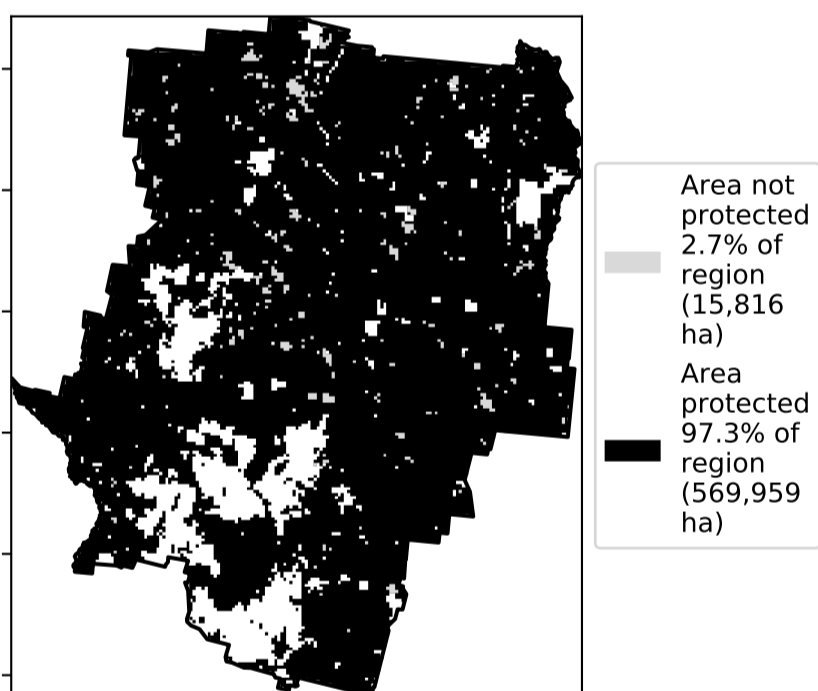 Area not
protected
2.7% of
region
(15,816
ha)
Area
protected
97.3% of
region
(569,959
ha)